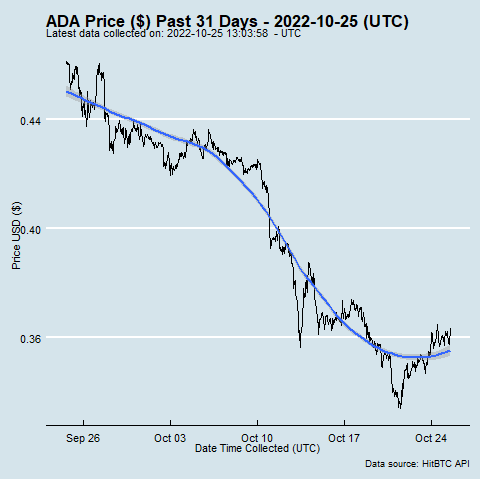 ADA Price ($) Past 31 Days - 2022-10-25 (UTC)
Latest data collected on: 2022-10-25 13:03:58 - UTC
0.44
0.40
0.36
Price USD ($)
Sep 26 Oct 03 Oct 10 Oct 17 Oct 24
Date Time Collected (UTC)
Data source: HitBTC API